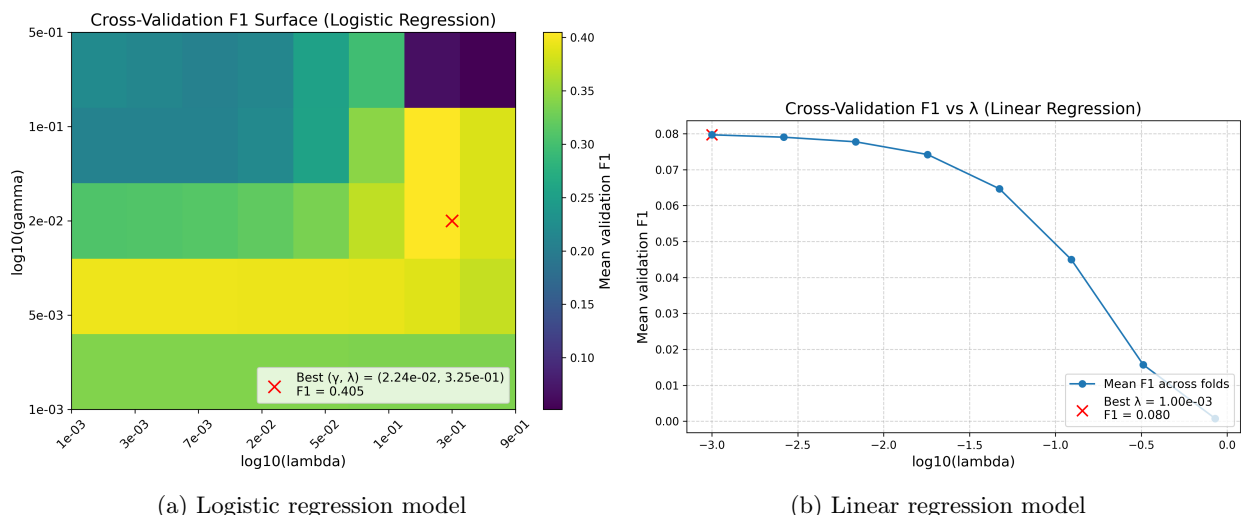 Cross-Validation F1 Surface (Logistic Regression)
5e-01
1e-01
2e-02
5e-03
1e-03
log10(gamma)
1e-03
3e-03
7e-03
2e-02
5e-02
1e-01
3e-01
9e-01
log10(lambda)
Best (γ, λ) = (2.24e-02, 3.25e-01)
F1 = 0.405
0.40
0.35
0.30
0.25
0.20
0.15
0.10
Mean validation F1
(a) Logistic regression model
Cross-Validation F1 vs λ (Linear Regression)
0.08
0.07
0.06
0.05
0.04
0.03
0.02
0.01
0.00
Mean validation F1
−3.0
−2.5
−2.0
−1.5
−1.0
−0.5
0.0
log10(lambda)
Mean F1 across folds
Best λ = 1.00e-03
F1 = 0.080
(b) Linear regression model